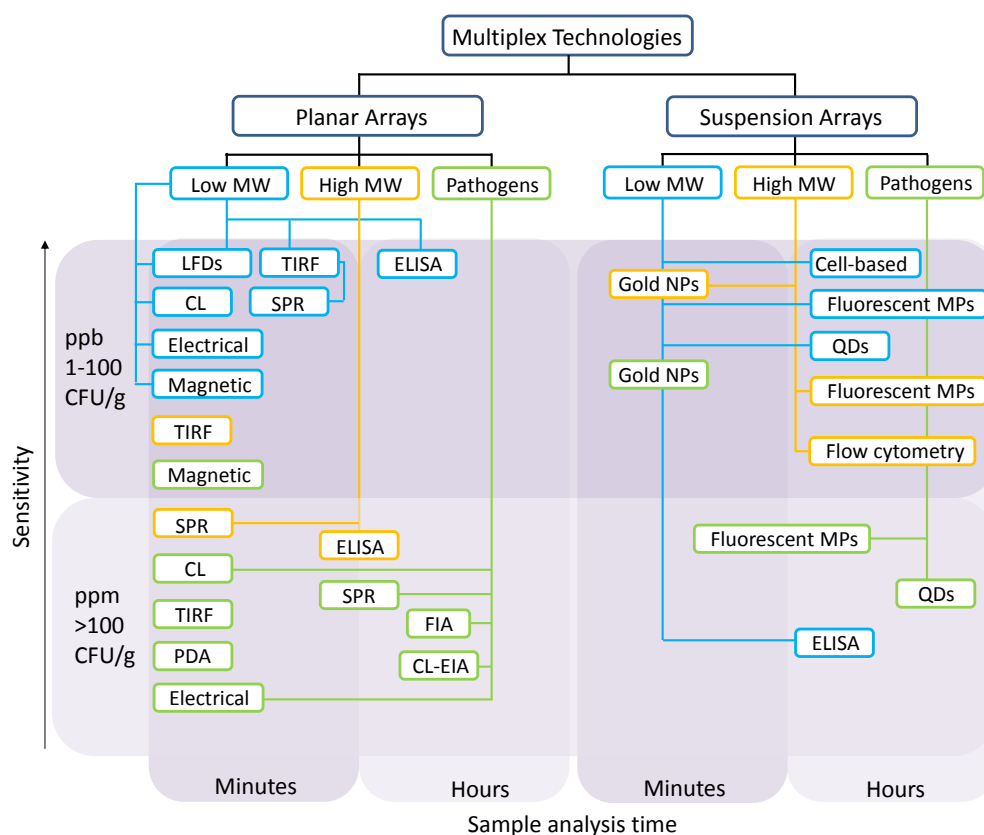 Multiplex Technologies
Planar Arrays
Suspension Arrays
Low MW
High MW
Pathogens
Low MW
High MW
Pathogens
LFDs
TIRF
ELISA
CL
SPR
Electrical
Magnetic
TIRF
Magnetic
SPR
ELISA
CL
SPR
TIRF
FIA
PDA
CL-EIA
Electrical
Cell-based
Gold NPs
Fluorescent MPs
QDs
Gold NPs
Fluorescent MPs
Flow cytometry
Fluorescent MPs
QDs
ELISA
Sensitivity
ppb
1-100
CFU/g
ppm
>100
CFU/g
Minutes
Hours
Minutes
Hours
Sample analysis time